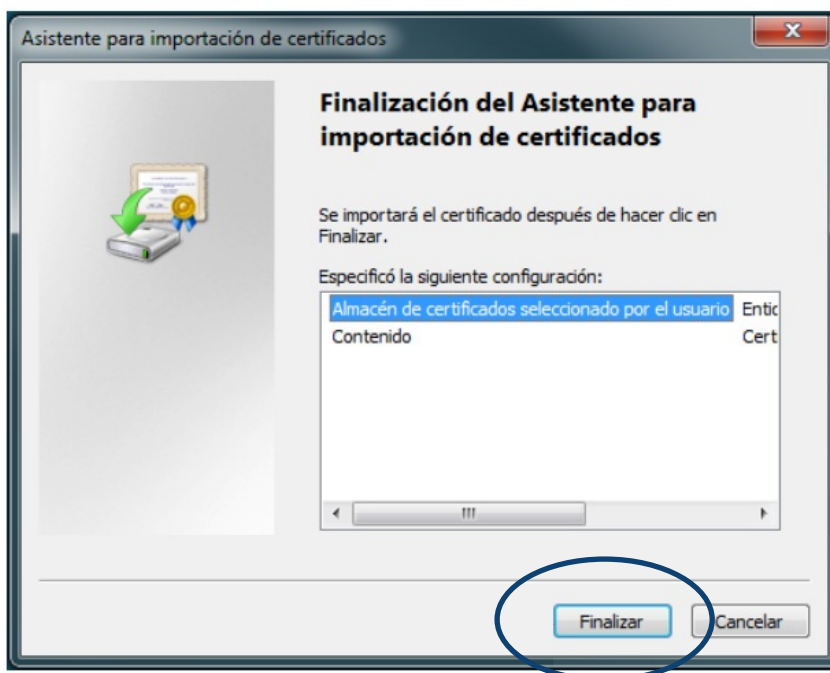 Asistente para importación de certificados
Finalización del Asistente para
importación de certificados
Se importará el certificado después de hacer clic en
Finalizar.
Especificó la siguiente configuración:
Almacén de certificados seleccionado por el usuario Entic
Contenido Cert
Finalizar Cancelar